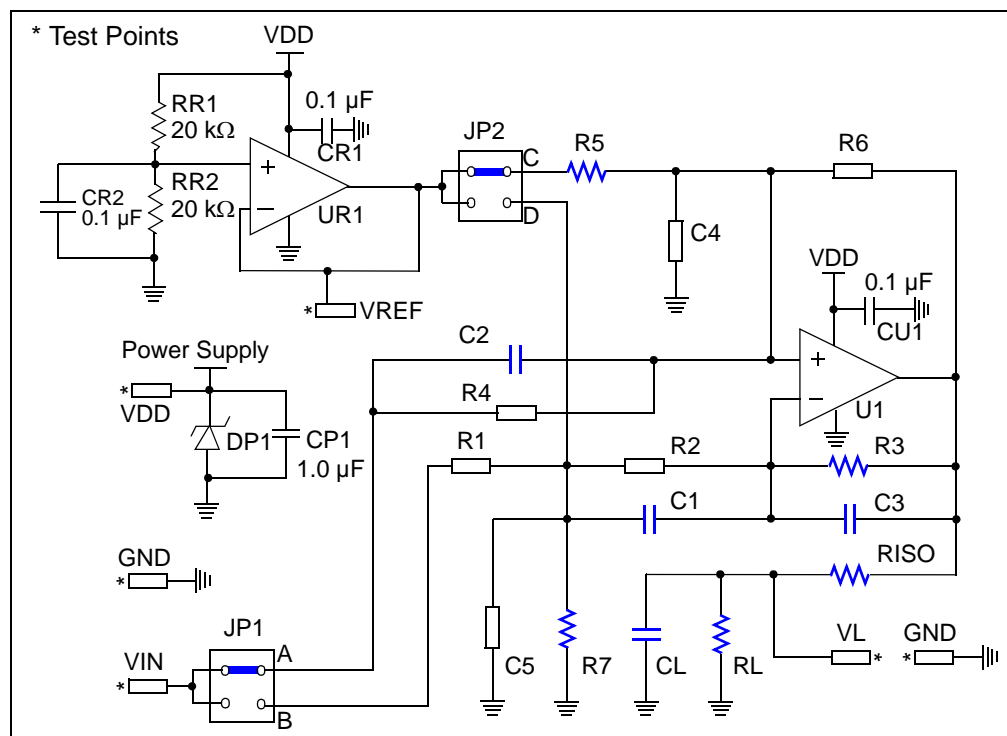 * Test Points
VDD
RR1
20 kΩ
0.1 µF
CR1
JP2
C
R5
R6
CR2
0.1 µF
RR2
20 kΩ
+
−
UR1
D
C4
VDD
0.1 µF
CU1
* VREF
Power Supply
C2
+
−
U1
* VDD
DP1
CP1
1.0 µF
R4
R1
R2
R3
C1
C3
GND
*
RISO
JP1
A
VIN
*
B
C5
R7
CL
RL
VL
*
GND
*